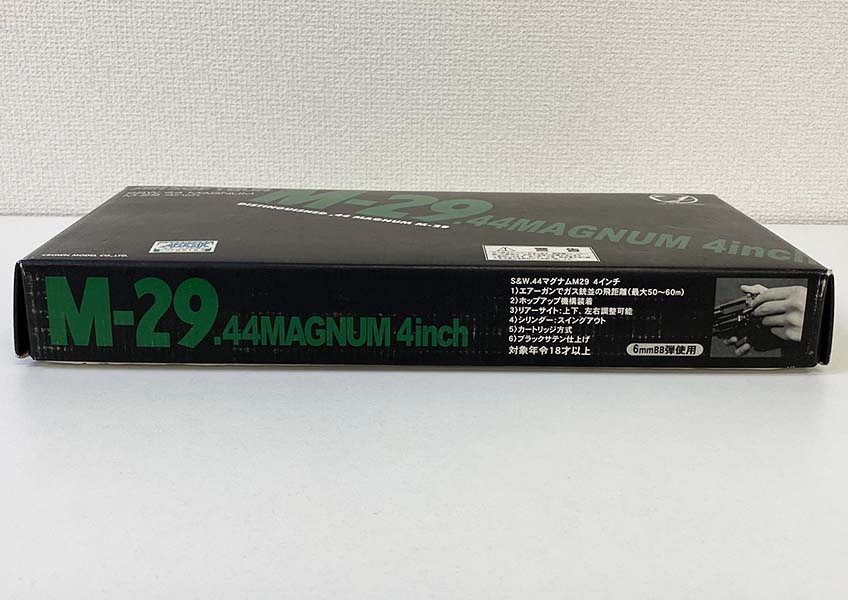 S&W.44 MAGNUM
M-29 4inch
M-29.44MAGNUM 4inch
DISTINGUISHED .44 MAGNUM M-29
CROWN MODEL CO.,LTD.
警告
M-29.44MAGNUM 4inch
S&W.44マグナムM29 4インチ
1)エアーガンでガス銃並の飛距離(最大50～60m)
2)ホップアップ機構装着
3)リアーサイト:上下、左右調整可能
4)シリンダー:スイングアウト
5)カートリッジ方式
6)ブラックサテン仕上げ
対象年令18才以上
6mmBB弾使用